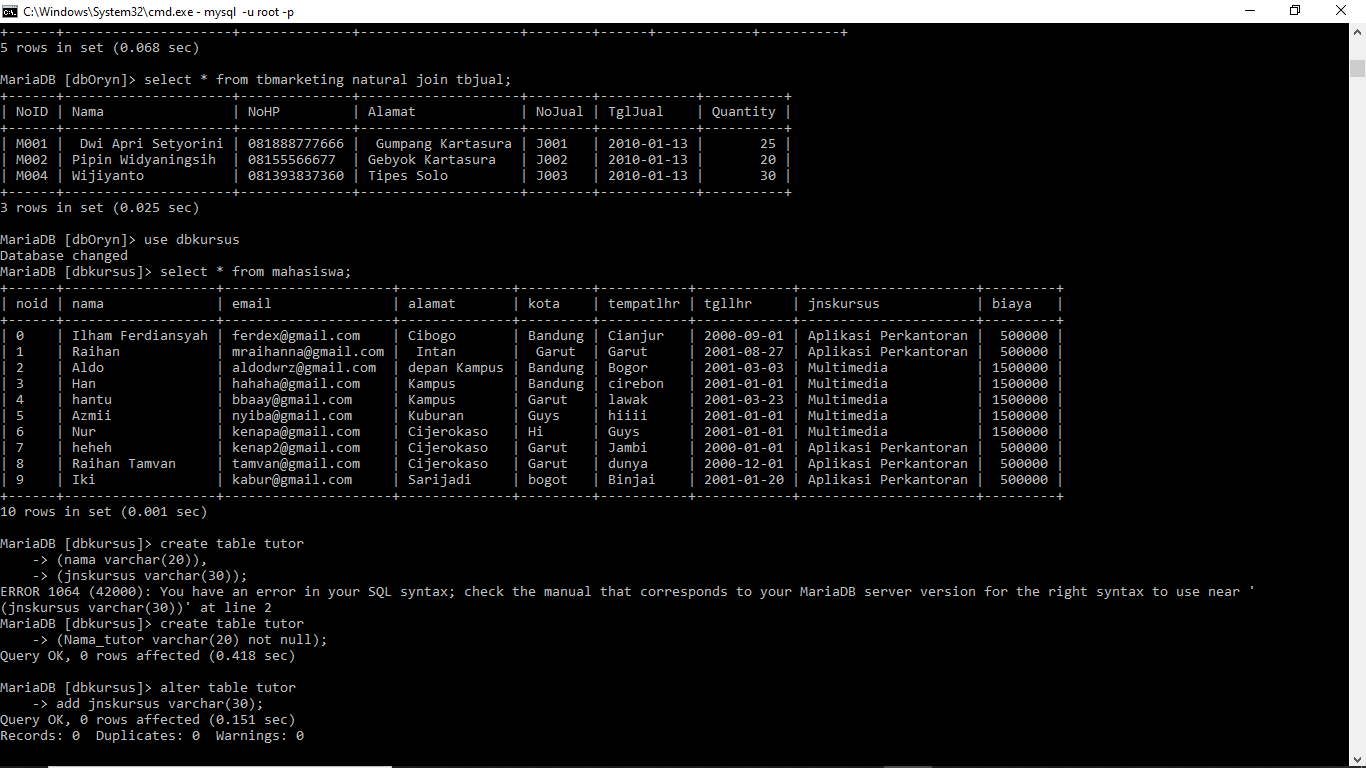 C:\Windows\System32\cmd.exe - mysql  -u root -p
+------+---------------------+--------------+-+--------------------+--------+------+------------+----------+
5 rows in set (0.068 sec)
MariaDB [dbOryn]> select * from tbmarketing natural join tbjual;
+------+---------------------+--------------+--------------------+--------+------------+----------+
| NoID | Nama                | NoHP         | Alamat             | NoJual | TglJual    | Quantity |
+------+---------------------+--------------+--------------------+--------+------------+----------+
| M001 |  Dwi Apri Setyorini | 081888777666 |  Gumpang Kartasura | J001   | 2010-01-13 |       25 |
| M002 | Pipin Widyaningsih  | 08155566677  | Gebyok Kartasura   | J002   | 2010-01-13 |       20 |
| M004 | Wijiyanto           | 081393837360 | Tipes Solo         | J003   | 2010-01-13 |       30 |
+------+---------------------+--------------+--------------------+--------+------------+----------+
3 rows in set (0.025 sec)
MariaDB [dbOryn]> use dbkursus
Database changed
MariaDB [dbkursus]> select * from mahasiswa;
+------+-------------------+---------------------+--------------+---------+-----------+------------+----------------------+---------+
| noid | nama              | email               | alamat       | kota    | tempatlhr | tgllhr     | jnskursus            | biaya   |
+------+-------------------+---------------------+--------------+---------+-----------+------------+----------------------+---------+
| 0    | Ilham Ferdiansyah | ferdex@gmail.com    | Cibogo       | Bandung | Cianjur   | 2000-09-01 | Aplikasi Perkantoran |  500000 |
| 1    | Raihan            | mraihanna@gmail.com |  Intan       |  Garut  | Garut     | 2001-08-27 | Aplikasi Perkantoran |  500000 |
| 2    | Aldo              | aldodwrz@gmail.com  | depan Kampus | Bandung | Bogor     | 2001-03-03 | Multimedia           | 1500000 |
| 3    | Han               | hahaha@gmail.com    | Kampus       | Bandung | cirebon   | 2001-01-01 | Multimedia           | 1500000 |
| 4    | hantu             | bbaay@gmail.com     | Kampus       | Garut   | lawak     | 2001-03-23 | Multimedia           | 1500000 |
| 5    | Azmii             | nyiba@gmail.com     | Kuburan      | Guys    | hiiii     | 2001-01-01 | Multimedia           | 1500000 |
| 6    | Nur               | kenapa@gmail.com    | Cijerokaso   | Hi      | Guys      | 2001-01-01 | Multimedia           | 1500000 |
| 7    | heheh             | kenap2@gmail.com    | Cijerokaso   | Garut   | Jambi     | 2000-01-01 | Aplikasi Perkantoran |  500000 |
| 8    | Raihan Tamvan     | tamvan@gmail.com    | Cijerokaso   | Garut   | dunya     | 2000-12-01 | Aplikasi Perkantoran |  500000 |
| 9    | Iki               | kabur@gmail.com     | Sarijadi     | bogot   | Binjai    | 2001-01-20 | Aplikasi Perkantoran |  500000 |
+------+-------------------+---------------------+--------------+---------+-----------+------------+----------------------+---------+
10 rows in set (0.001 sec)
MariaDB [dbkursus]> create table tutor
    -> (nama varchar(20)),
    -> (jnskursus varchar(30));
ERROR 1064 (42000): You have an error in your SQL syntax; check the manual that corresponds to your MariaDB server version for the right syntax to use near '
(jnskursus varchar(30))' at line 2
MariaDB [dbkursus]> create table tutor
    -> (Nama_tutor varchar(20) not null);
Query OK, 0 rows affected (0.418 sec)
MariaDB [dbkursus]> alter table tutor
    -> add jnskursus varchar(30);
Query OK, 0 rows affected (0.151 sec)
Records: 0  Duplicates: 0  Warnings: 0